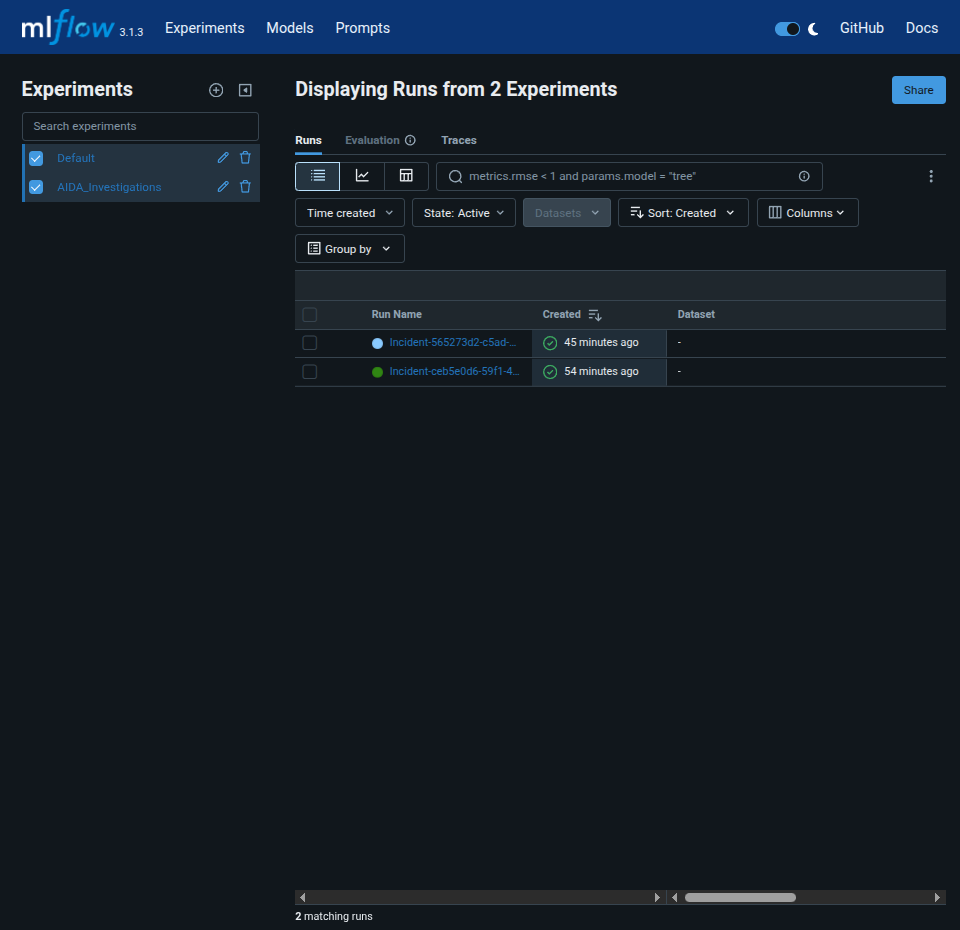 mlflow 3.1.3 Experiments Models Prompts GitHub Docs
Experiments
Search experiments
Default
AIDA_Investigations
Displaying Runs from 2 Experiments Share
Runs Evaluation Traces
metrics.rmse < 1 and params.model = "tree"
Time created State: Active Datasets Sort: Created Columns
Group by
Run Name Created Dataset
Incident-565273d2-c5ad-... 45 minutes ago -
Incident-ceb5e0d6-59f1-4... 54 minutes ago -
2 matching runs